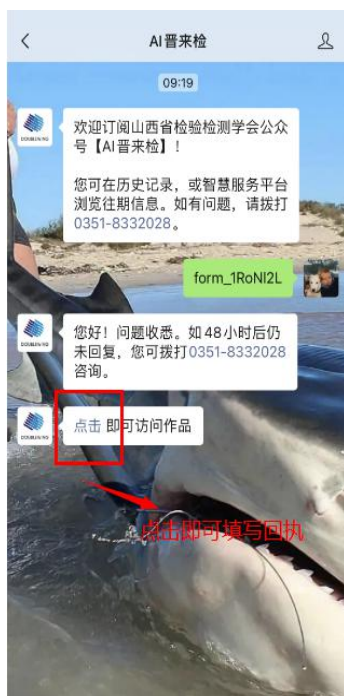 AI晋来检
09:19
欢迎订阅山西省检验检测学会公众
号【AI晋来检】!
您可在历史记录，或智慧服务平台
浏览往期信息。如有问题，请拨打
0351-8332028。
form_1RoNI2L
您好！问题收悉。如48小时后仍
未回复，您可拨打0351-8332028
咨询。
点击 即可访问作品
点击即可填写回执